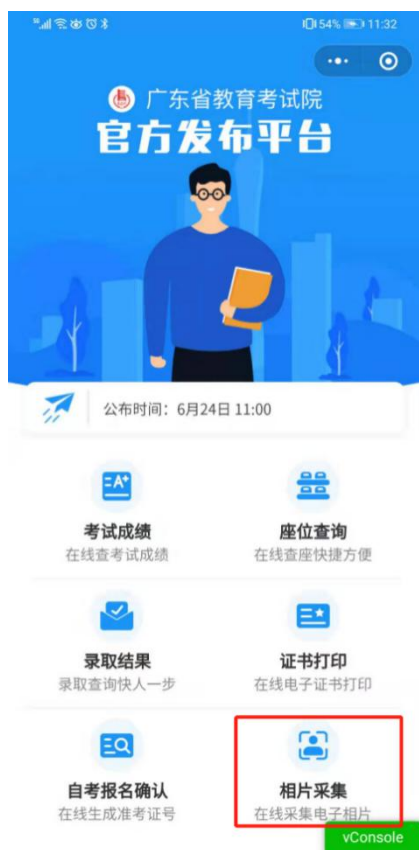 54% 11:32
广东省教育考试院
官方发布平台
公布时间：6月24日 11:00
考试成绩
在线查考试成绩
座位查询
在线查座快捷方便
录取结果
录取查询快人一步
证书打印
在线电子证书打印
自考报名确认
在线生成准考证号
相片采集
在线采集电子相片
vConsole